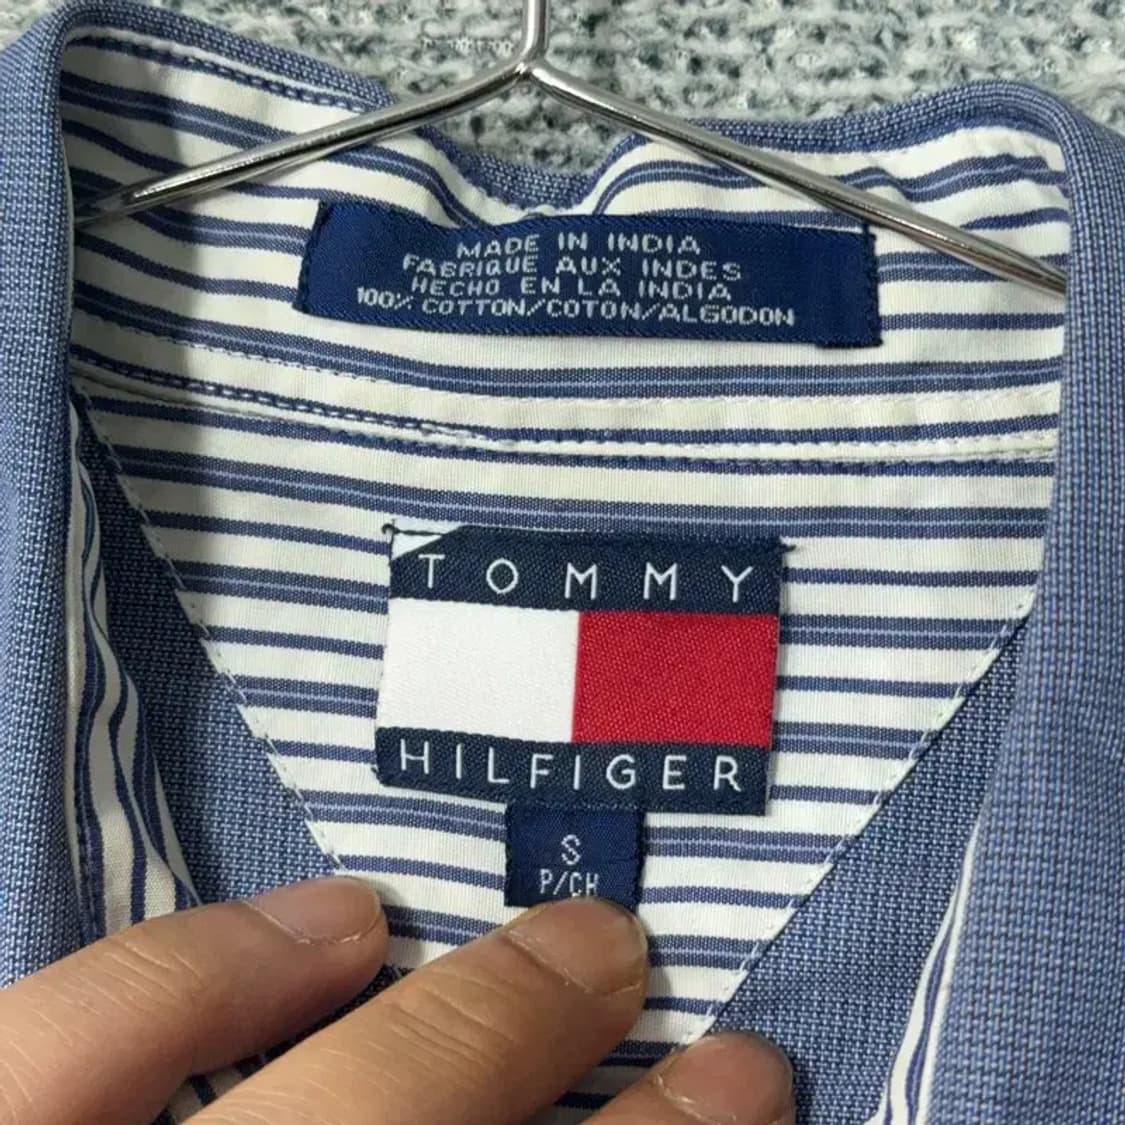 MADE IN INDIA
FABRIQUE AUX INDES
HECHO EN LA INDIA
100% COTTON/COTON/ALGODON
TOMMY
HILFIGER
S
P/CH